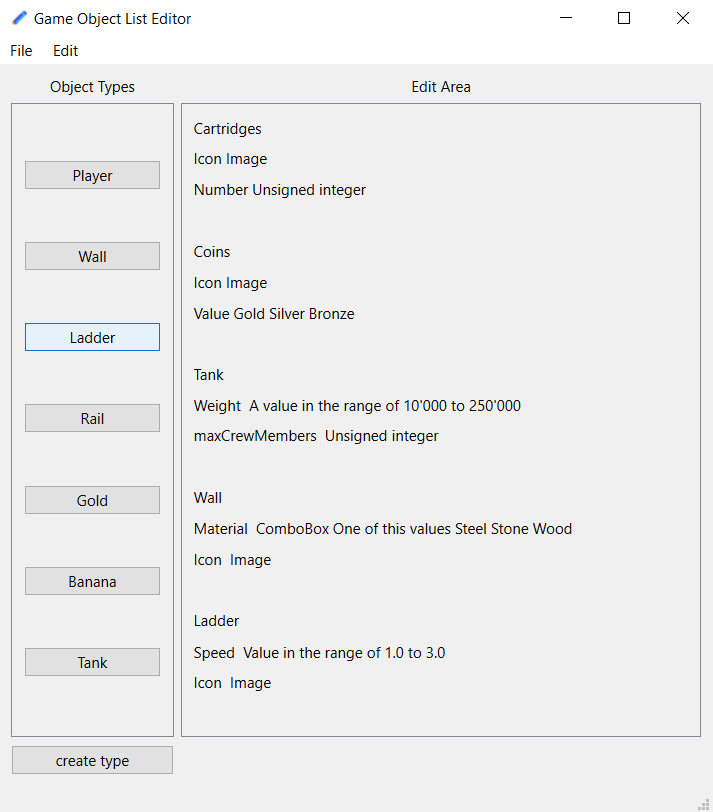 Game Object List Editor
File Edit
Object Types
Edit Area
Player
Wall
Ladder
Rail
Gold
Banana
Tank
create type
Cartridges
Icon Image
Number Unsigned integer
Coins
Icon Image
Value Gold Silver Bronze
Tank
Weight  A value in the range of 10'000 to 250'000
maxCrewMembers  Unsigned integer
Wall
Material  ComboBox One of this values Steel Stone Wood
Icon  Image
Ladder
Speed  Value in the range of 1.0 to 3.0
Icon  Image